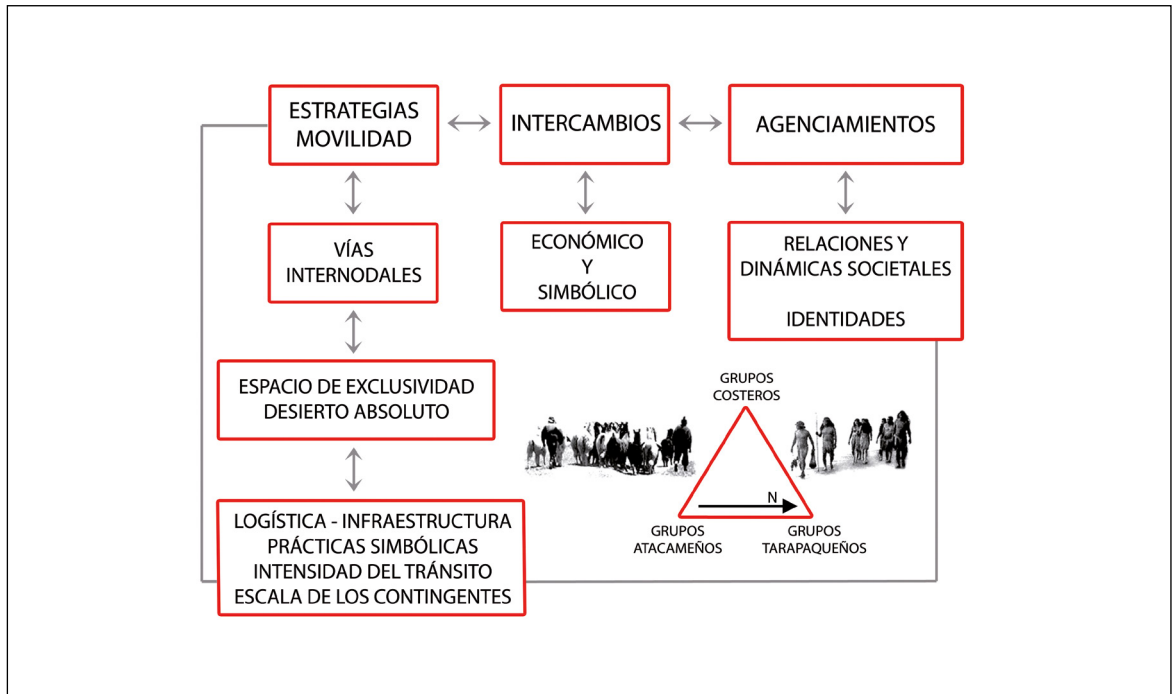 ESTRATEGIAS
MOVILIDAD
INTERCAMBIOS
AGENCIAMIENTOS
VÍAS
INTERNODALES
ECONÓMICO
Y
SIMBÓLICO
RELACIONES Y
DINÁMICAS SOCIETALES
IDENTIDADES
ESPACIO DE EXCLUSIVIDAD
DESIERTO ABSOLUTO
GRUPOS
COSTEROS
N
GRUPOS
ATACAMEÑOS
GRUPOS
TARAPAQUEÑOS
LOGÍSTICA - INFRAESTRUCTURA
PRÁCTICAS SIMBÓLICAS
INTENSIDAD DEL TRÁNSITO
ESCALA DE LOS CONTINGENTES